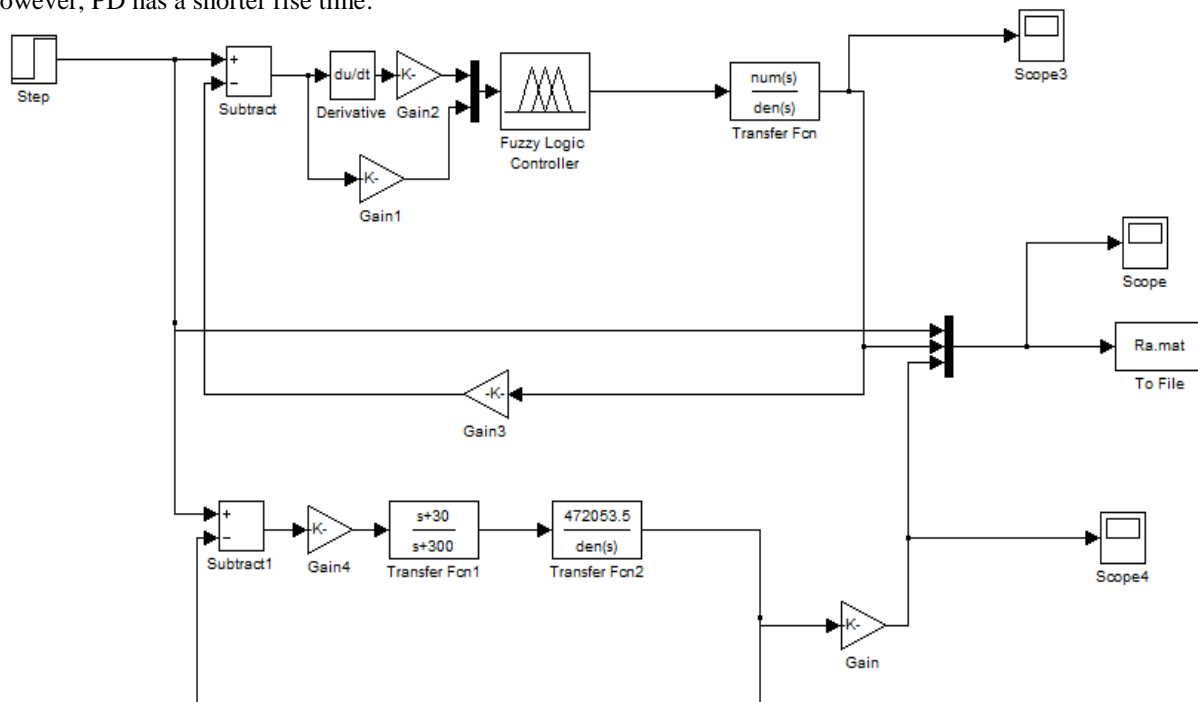 owever, PD has a shorter rise time.
Step
+
−
Subtract
du/dt
Derivative
K-
Gain2
K-
Gain1
Fuzzy Logic
Controller
num(s)
den(s)
Transfer Fcn
Scope3
Scope
Ra.mat
To File
-K-
Gain3
+
−
Subtract1
K-
Gain4
s+30
s+300
Transfer Fcn1
472053.5
den(s)
Transfer Fcn2
K-
Gain
Scope4